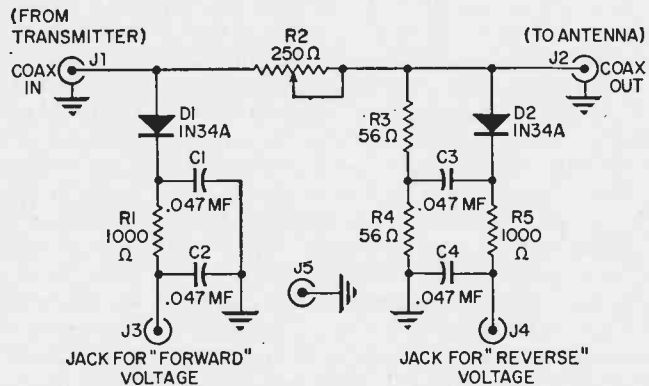 (FROM
TRANSMITTER)
J1
COAX
IN
R2
250Ω
(TO ANTENNA)
J2
COAX
OUT
D1
IN34A
R3
56Ω
D2
IN34A
C1
.047 MF
C3
.047 MF
R1
1000
Ω
R4
56Ω
R5
1000
Ω
C2
.047 MF
J5
C4
.047 MF
J3
J4
JACK FOR "FORWARD"
VOLTAGE
JACK FOR "REVERSE"
VOLTAGE